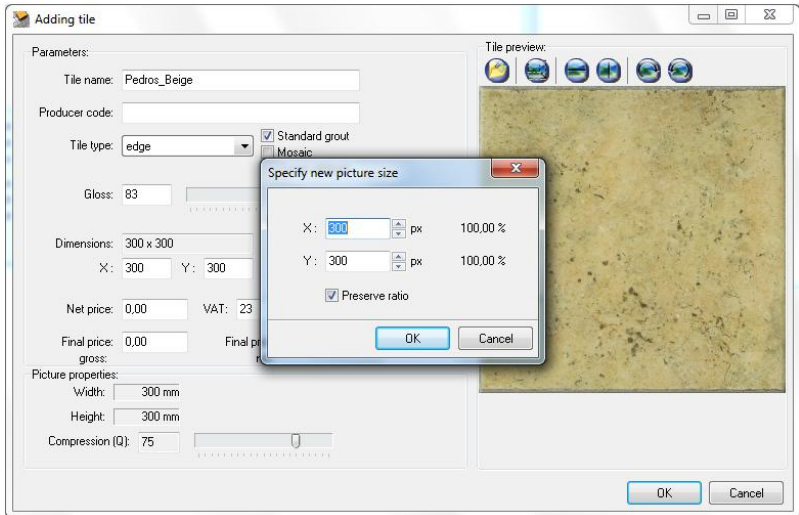 Adding tile
Parameters:
Tile name: Pedros_Beige
Producer code:
Tile type: edge
Standard grout
Mosaic
Gloss: 83
Dimensions: 300 x 300
X: 300 Y: 300
Net price: 0,00 VAT: 23
Final price gross: 0,00 Final
Picture properties:
Width: 300 mm
Height: 300 mm
Compression (Q): 75
Tile preview:
Specify new picture size
X: 300 px 100,00 %
Y: 300 px 100,00 %
Preserve ratio
OK Cancel
OK Cancel